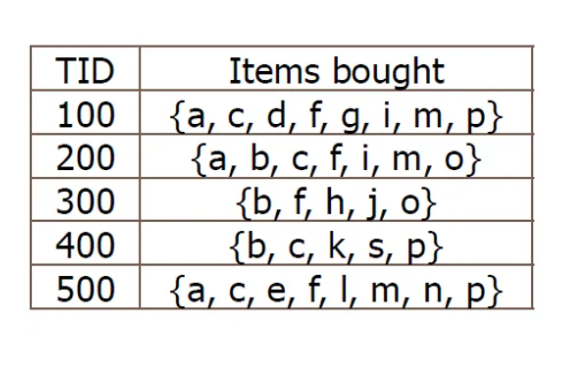 TID Items bought
100 {a, c, d, f, g, i, m, p}
200 {a, b, c, f, i, m, o}
300 {b, f, h, j, o}
400 {b, c, k, s, p}
500 {a, c, e, f, l, m, n, p}